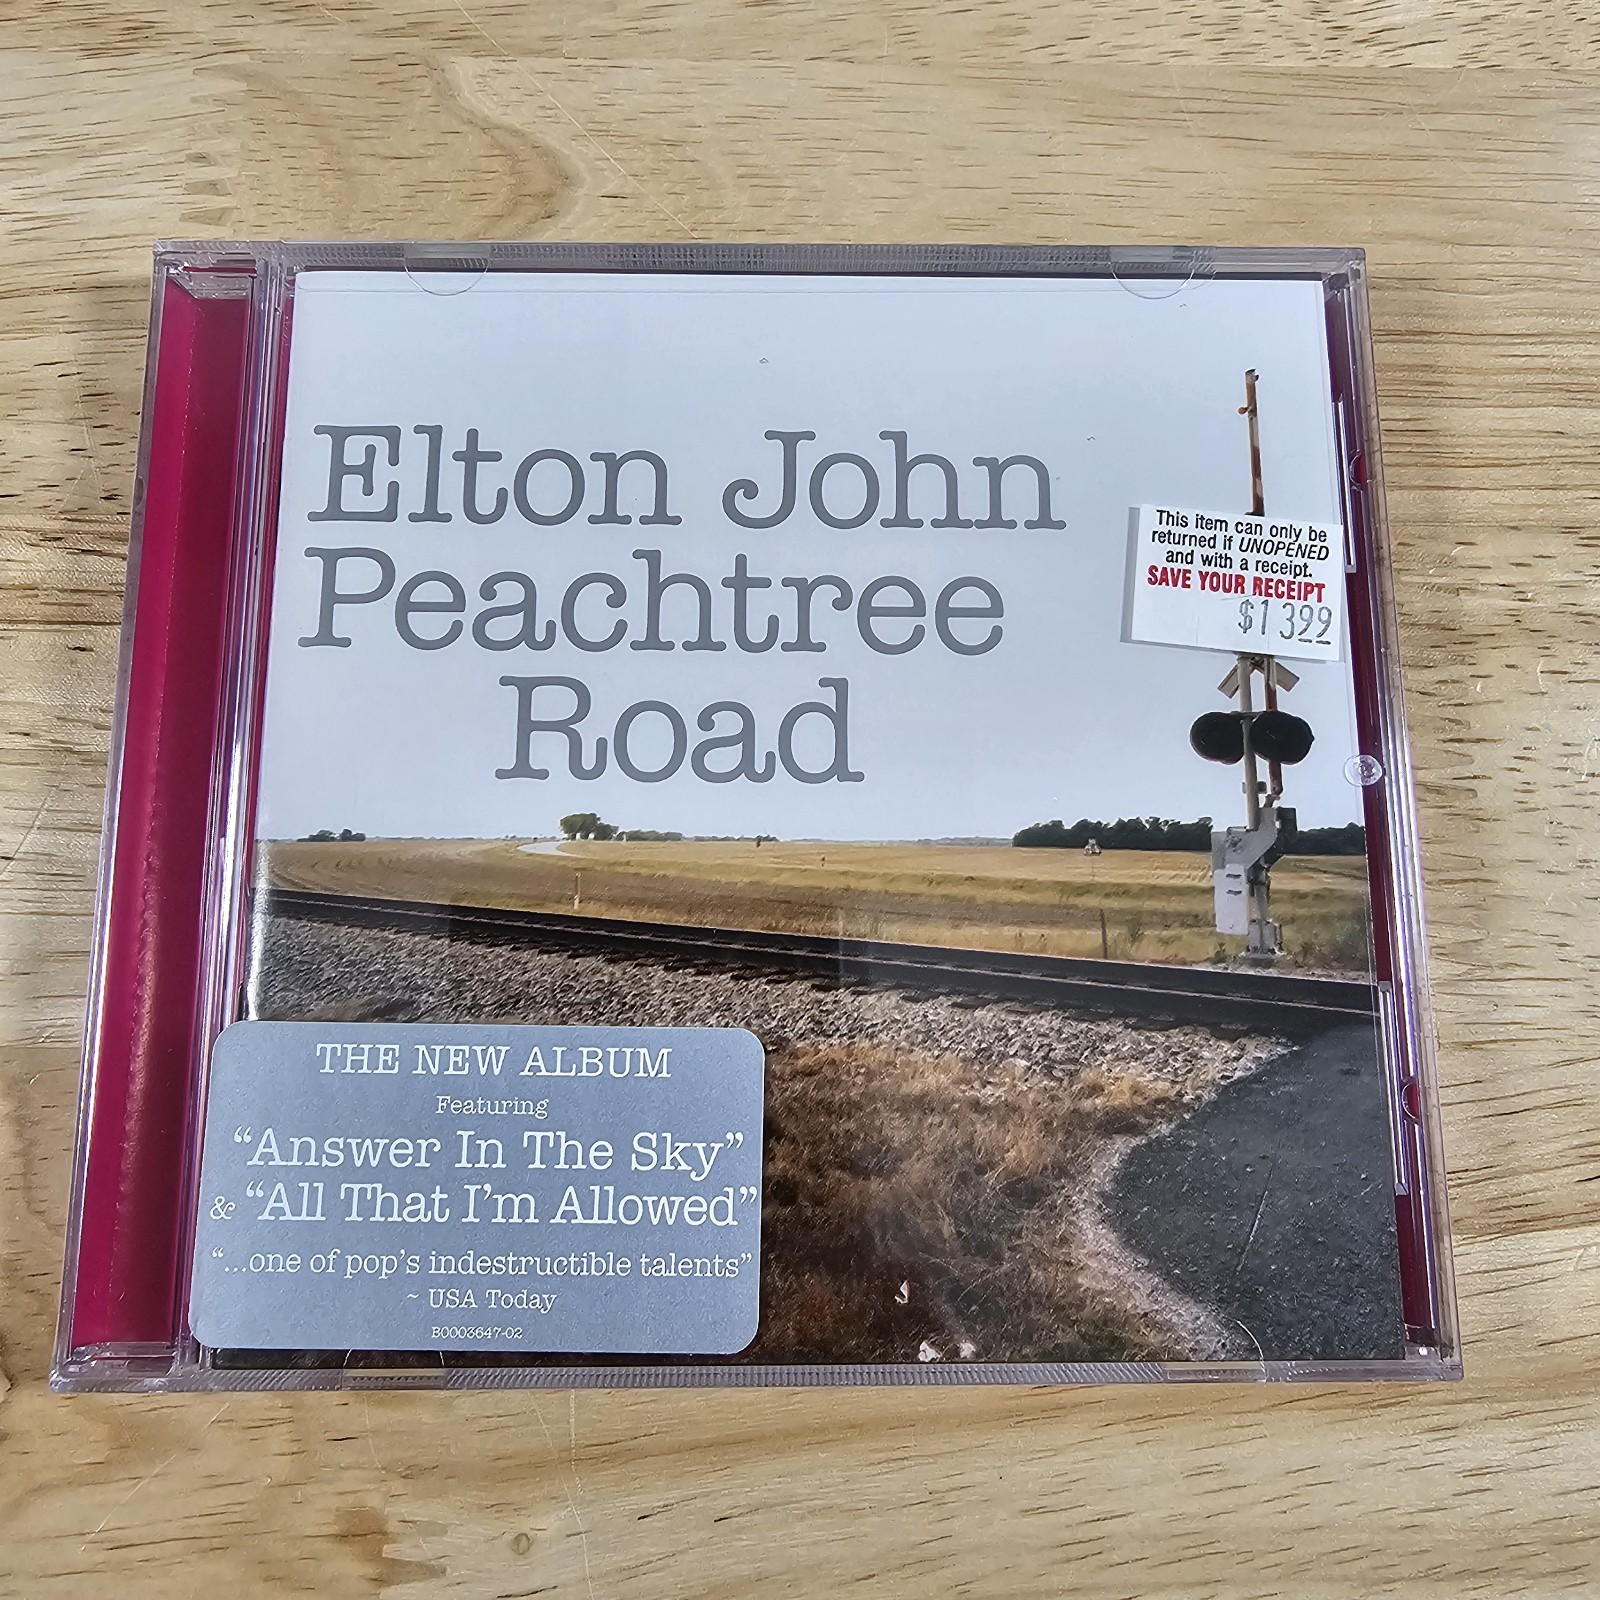 Elton John
Peachtree
Road
This item can only be
returned if UNOPENED
and with a receipt.
SAVE YOUR RECEIPT
$1399
THE NEW ALBUM
Featuring
“Answer In The Sky”
& “All That I’m Allowed”
“...one of pop’s indestructible talents”
~ USA Today
B0003647-02